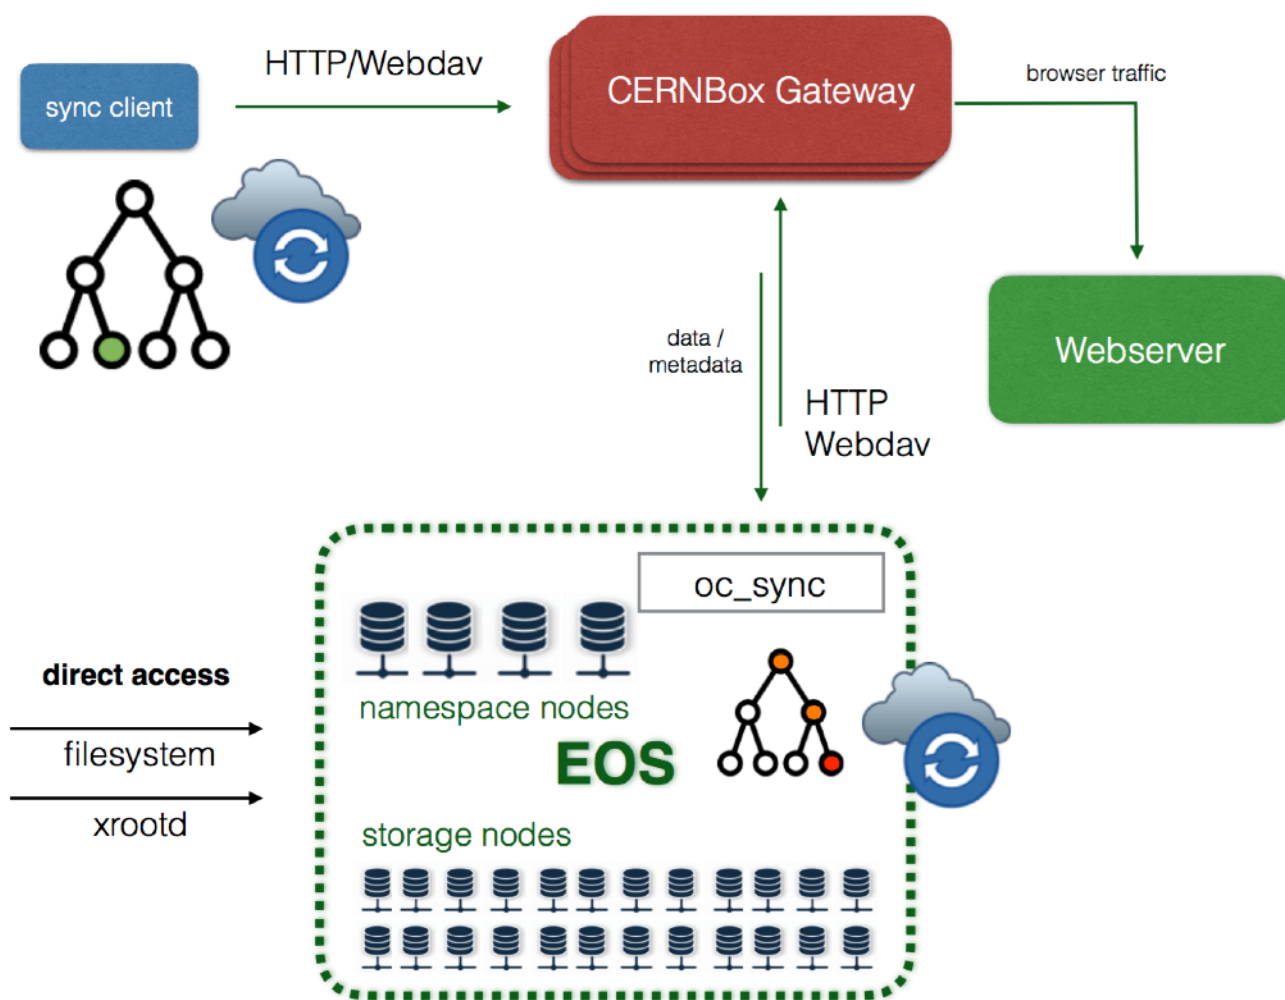 HTTP/Webdav
sync client
CERNBox Gateway
browser traffic
data /
metadata
HTTP
Webdav
Webserver
oc_sync
direct access
filesystem
xrootd
namespace nodes
EOS
storage nodes